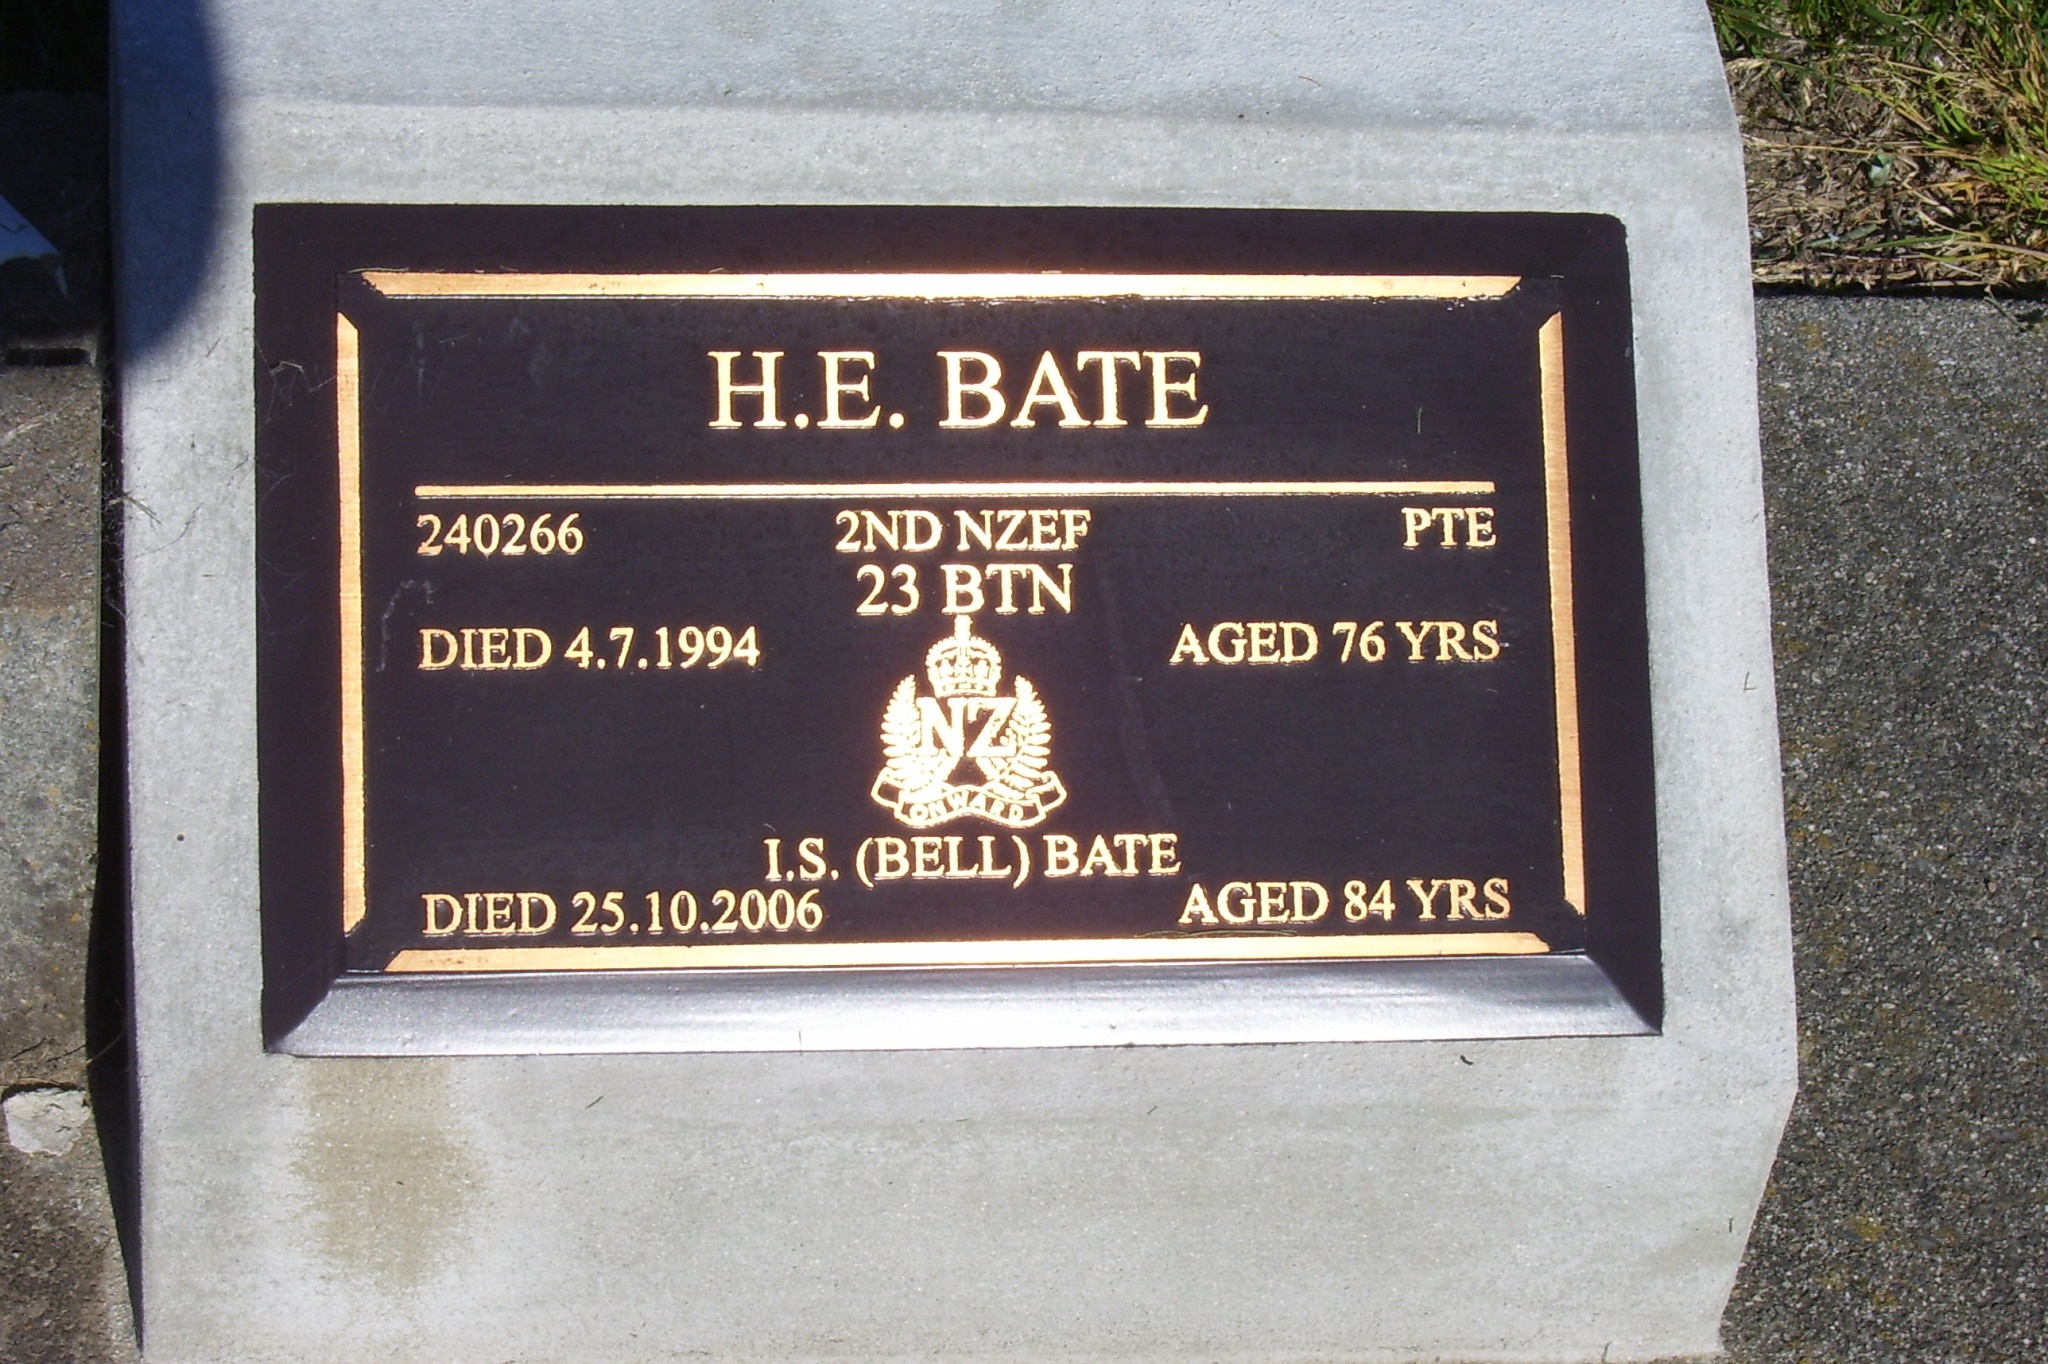 H.E. BATE
240266 2ND NZEF PTE
23 BTN
DIED 4.7.1994 AGED 76 YRS
NZ
ONWARD
I.S. (BELL) BATE
DIED 25.10.2006 AGED 84 YRS